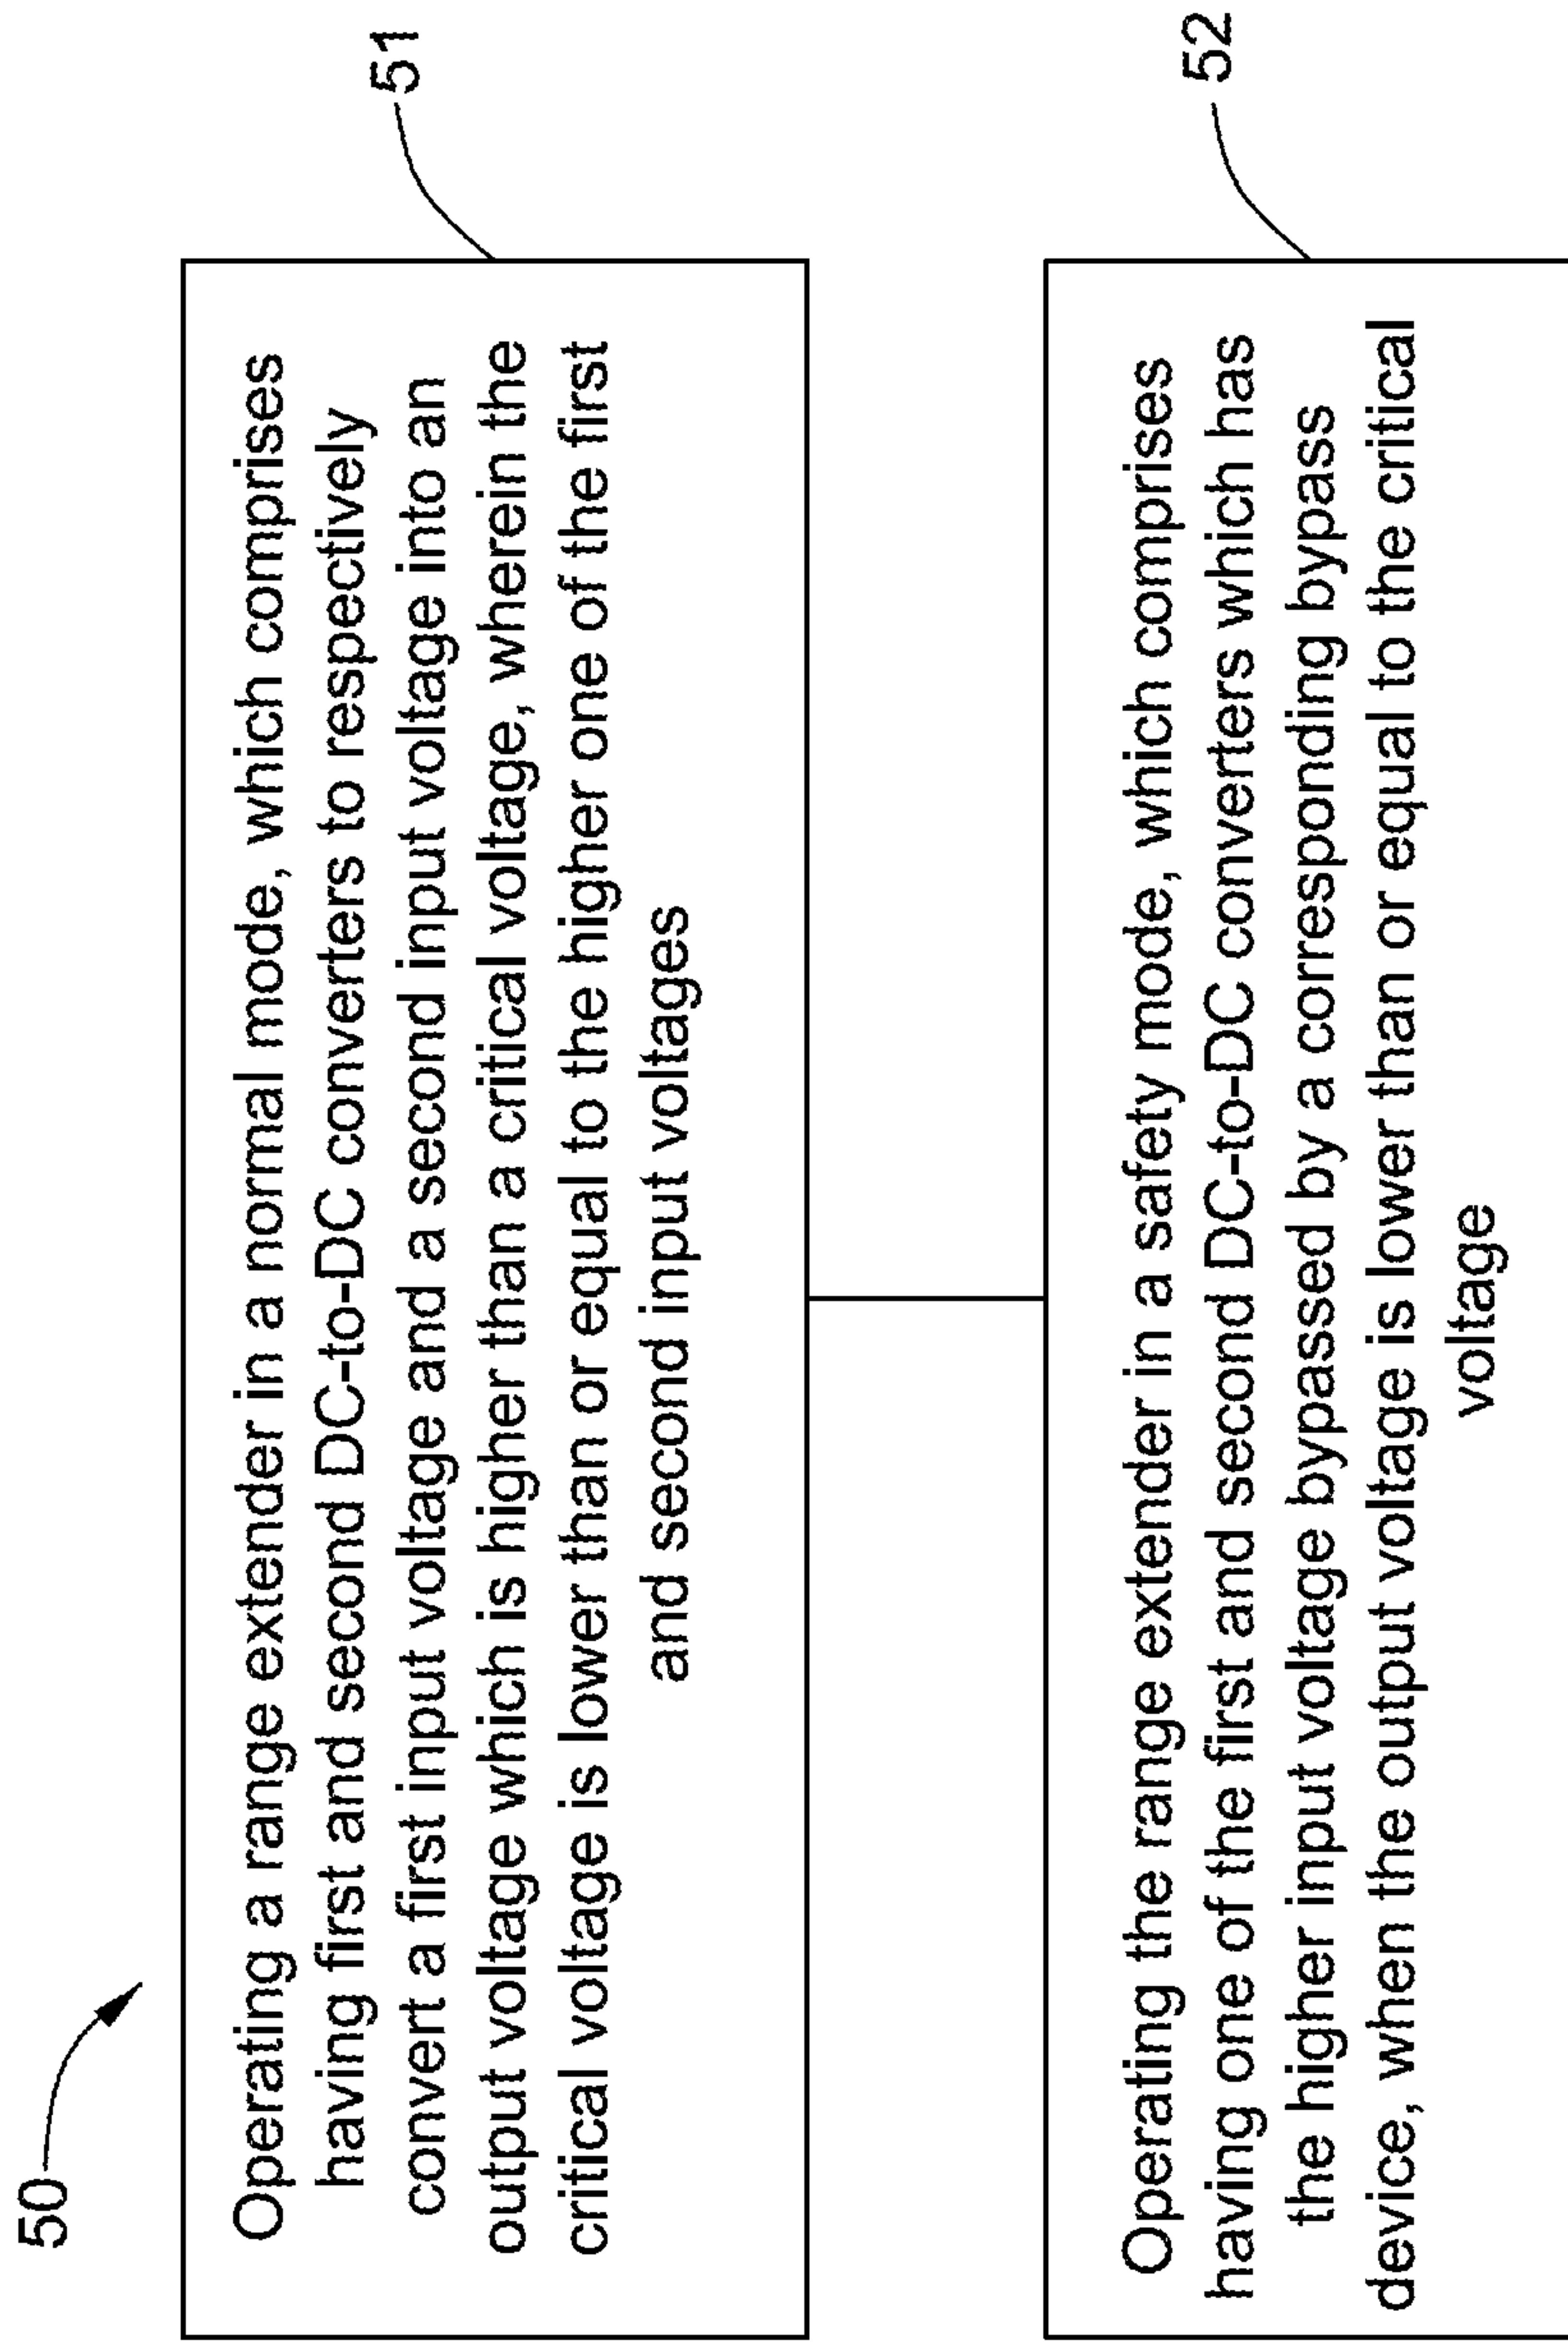 50
Operating a range extender in a normal mode, which comprises
having first and second DC-to-DC converters to respectively
convert a first input voltage and a second input voltage into an
output voltage which is higher than a critical voltage, wherein the
critical voltage is lower than or equal to the higher one of the first
and second input voltages
51
Operating the range extender in a safety mode, which comprises
having one of the first and second DC-to-DC converters which has
the higher input voltage bypassed by a corresponding bypass
device, when the output voltage is lower than or equal to the critical
voltage
52